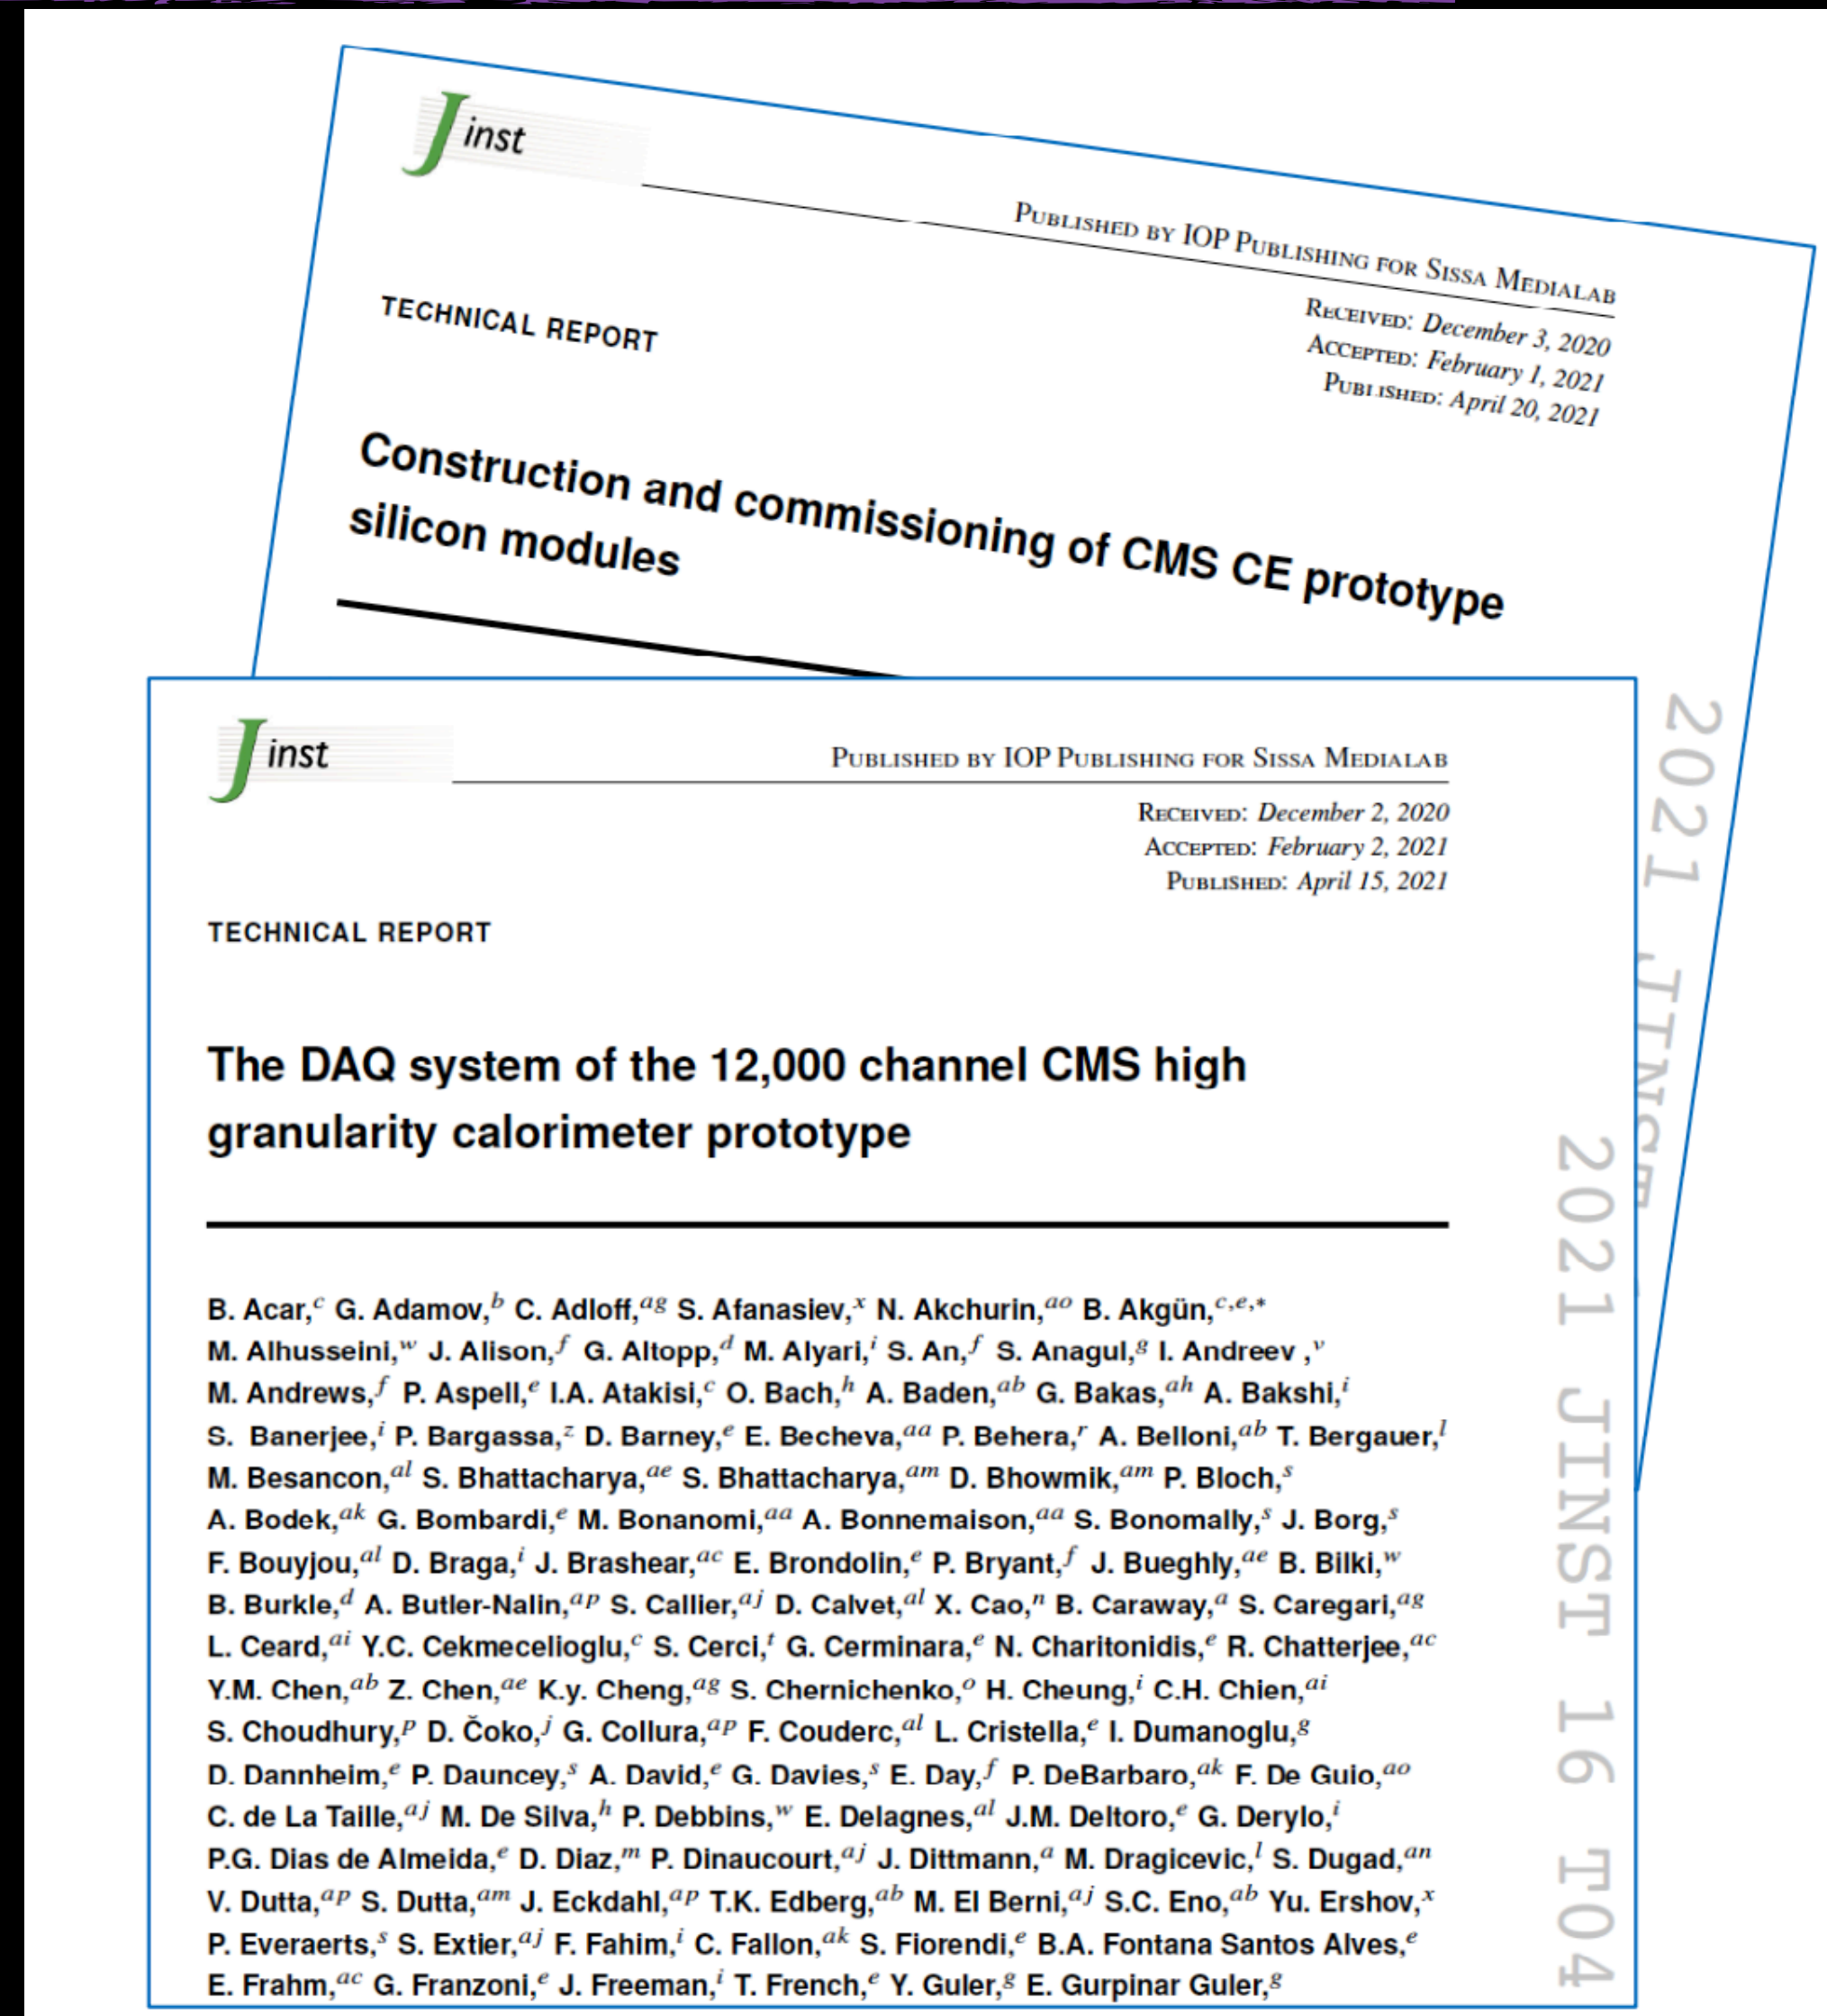 Jinst
PUBLISHED BY IOP PUBLISHING FOR SISSA MEDIALAB
RECEIVED: December 3, 2020
ACCEPTED: February 1, 2021
PUBLISHED: April 20, 2021
TECHNICAL REPORT
Construction and commissioning of CMS CE prototype
silicon modules
2021 JINST
Jinst
PUBLISHED BY IOP PUBLISHING FOR SISSA MEDIALAB
RECEIVED: December 2, 2020
ACCEPTED: February 2, 2021
PUBLISHED: April 15, 2021
TECHNICAL REPORT
The DAQ system of the 12,000 channel CMS high
granularity calorimeter prototype
B. Acar,c G. Adamov,b C. Adloff,ag S. Afanasiev,x N. Akchurin,ao B. Akgün,c,e,*
M. Alhusseini,w J. Alison,f G. Altopp,d M. Alyari,i S. An,f S. Anagul,g I. Andreev ,v
M. Andrews,f P. Aspell,e I.A. Atakisi,c O. Bach,h A. Baden,ab G. Bakas,ah A. Bakshi,i
S. Banerjee,i P. Bargassa,z D. Barney,e E. Becheva,aa P. Behera,r A. Belloni,ab T. Bergauer,l
M. Besancon,al S. Bhattacharya,ae S. Bhattacharya,am D. Bhowmik,am P. Bloch,s
A. Bodek,ak G. Bombardi,e M. Bonanomi,aa A. Bonnemaison,aa S. Bonomally,s J. Borg,s
F. Bouyjou,al D. Braga,i J. Brashear,ac E. Brondolin,e P. Bryant,f J. Bueghly,ae B. Bilki,w
B. Burkle,d A. Butler-Nalin,ap S. Callier,aj D. Calvet,al X. Cao,n B. Caraway,a S. Caregari,ag
L. Ceard,ai Y.C. Cekmecelioglu,c S. Cerci,t G. Cerminara,e N. Charitonidis,e R. Chatterjee,ac
Y.M. Chen,ab Z. Chen,ae K.y. Cheng,ag S. Chernichenko,o H. Cheung,i C.H. Chien,ai
S. Choudhury,p D. Čoko,j G. Collura,ap F. Couderc,al L. Cristella,e I. Dumanoglu,g
D. Dannheim,e P. Dauncey,s A. David,e G. Davies,s E. Day,f P. DeBarbaro,ak F. De Guio,ao
C. de La Taille,aj M. De Silva,h P. Debbins,w E. Delagnes,al J.M. Deltoro,e G. Derylo,i
P.G. Dias de Almeida,e D. Diaz,m P. Dinaucourt,aj J. Dittmann,a M. Dragicevic,l S. Dugad,an
V. Dutta,ap S. Dutta,am J. Eckdahl,ap T.K. Edberg,ab M. El Berni,aj S.C. Eno,ab Yu. Ershov,x
P. Everaerts,s S. Extier,aj F. Fahim,i C. Fallon,ak S. Fiorendi,e B.A. Fontana Santos Alves,e
E. Frahm,ac G. Franzoni,e J. Freeman,i T. French,e Y. Guler,g E. Gurpinar Guler,g
2021 JINST 16 T04